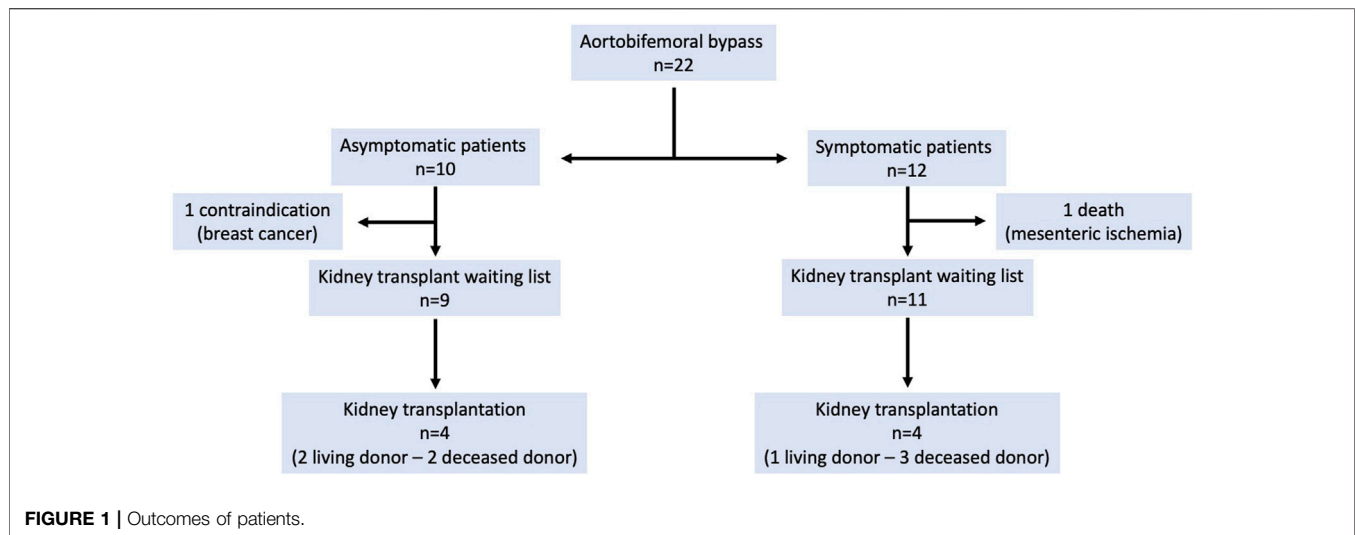 Aortobifemoral bypass
n=22
Asymptomatic patients
n=10
Symptomatic patients
n=12
1 contraindication
(breast cancer)
1 death
(mesenteric ischemia)
Kidney transplant waiting list
n=9
Kidney transplant waiting list
n=11
Kidney transplantation
n=4
(2 living donor – 2 deceased donor)
Kidney transplantation
n=4
(1 living donor – 3 deceased donor)
FIGURE 1 | Outcomes of patients.